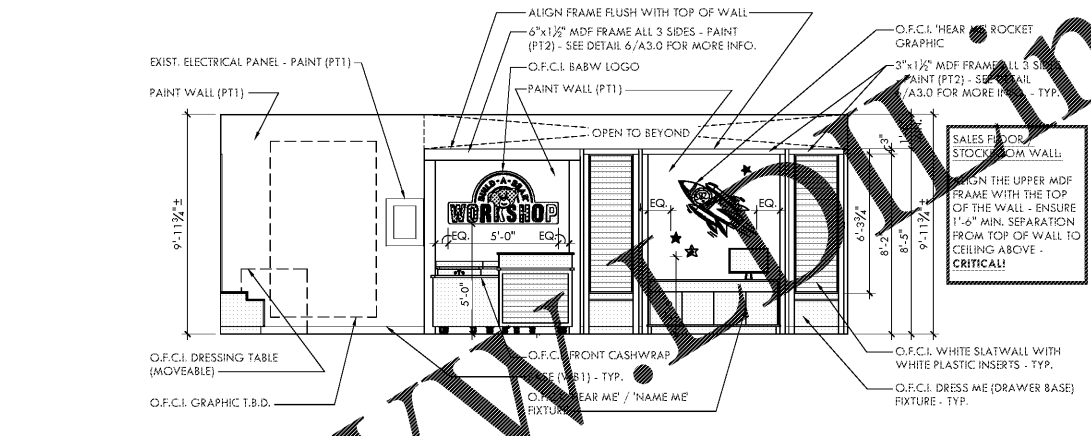 ALIGN FRAME FLUSH WITH TOP OF WALL
6"x1½" MDF FRAME ALL 3 SIDES - PAINT
(PT2) - SEE DETAIL 6/A3.0 FOR MORE INFO.
O.F.C.I. BABW LOGO
PAINT WALL (PT1)
EXIST. ELECTRICAL PANEL - PAINT (PT1)
PAINT WALL (PT1)
O.F.C.I. 'HEAR ME' ROCKET
GRAPHIC
3"x1½" MDF FRAME ALL 3 SIDES
- PAINT (PT2) - SEE DETAIL
6/A3.0 FOR MORE INFO. - TYP.
OPEN TO BEYOND
BUILD-A-BEAR
WORKSHOP
EQ. 5'-0" EQ.
EQ. EQ.
5'-0"
9'-11¾" ±
6'-3¾"
8'-2
8'-5"
9'-11¾" ±
3"
SALES FLOOR /
STOCKROOM WALL:
ALIGN THE UPPER MDF
FRAME WITH THE TOP
OF THE WALL - ENSURE
1'-6" MIN. SEPARATION
FROM TOP OF WALL TO
CEILING ABOVE -
CRITICAL!
O.F.C.I. DRESSING TABLE
(MOVEABLE)
O.F.C.I. GRAPHIC T.B.D.
O.F.C.I. FRONT CASHWRAP
BASE (WB1) - TYP.
O.F.C.I. 'HEAR ME' / 'NAME ME'
FIXTURE
O.F.C.I. WHITE SLATWALL WITH
WHITE PLASTIC INSERTS - TYP.
O.F.C.I. DRESS ME (DRAWER BASE)
FIXTURE - TYP.